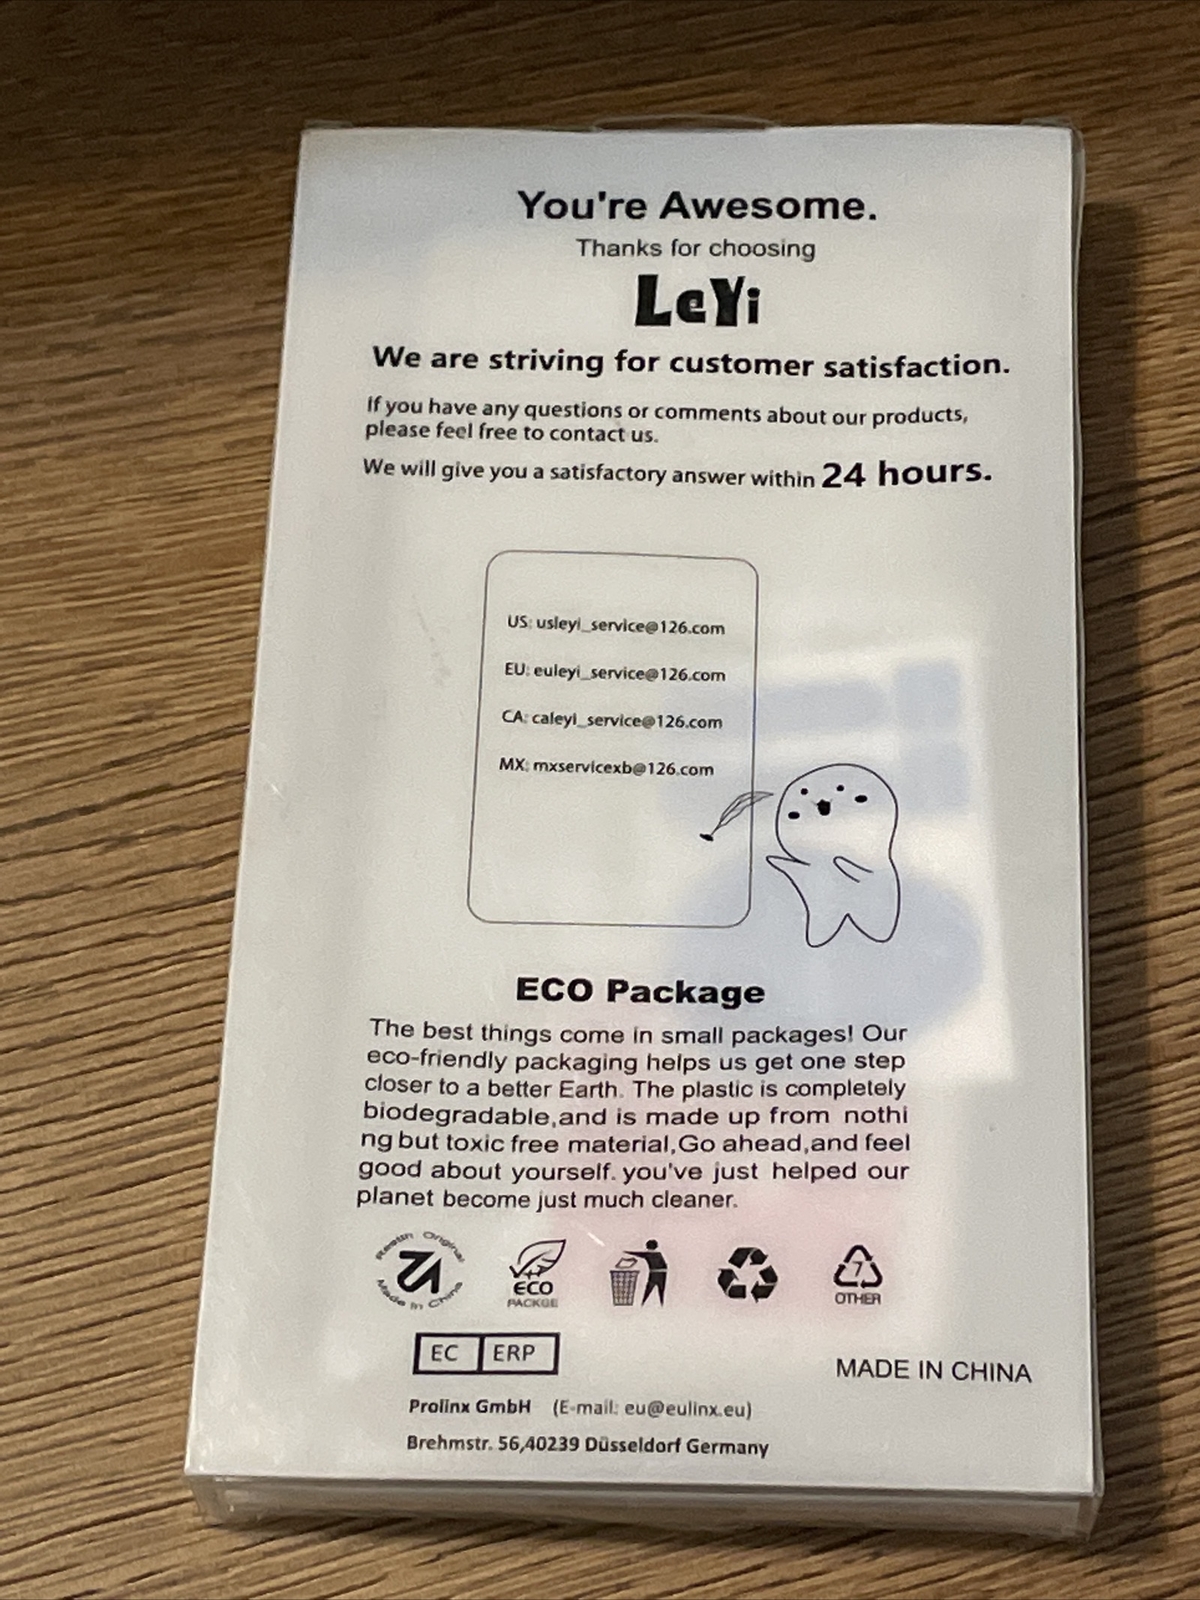 You're Awesome.
Thanks for choosing
LeYi
We are striving for customer satisfaction.
If you have any questions or comments about our products,
please feel free to contact us.
We will give you a satisfactory answer within 24 hours.
US: usleyi_service@126.com
EU: euleyi_service@126.com
CA: caleyi_service@126.com
MX: mxservicexb@126.com
ECO Package
The best things come in small packages! Our
eco-friendly packaging helps us get one step
closer to a better Earth. The plastic is completely
biodegradable,and is made up from nothi
ng but toxic free material,Go ahead,and feel
good about yourself. you've just helped our
planet become just much cleaner.
Original
Made in China
ECO
PACKGE
7
OTHER
EC ERP
MADE IN CHINA
Prolinx GmbH (E-mail: eu@eulinx.eu)
Brehmstr. 56,40239 Düsseldorf Germany